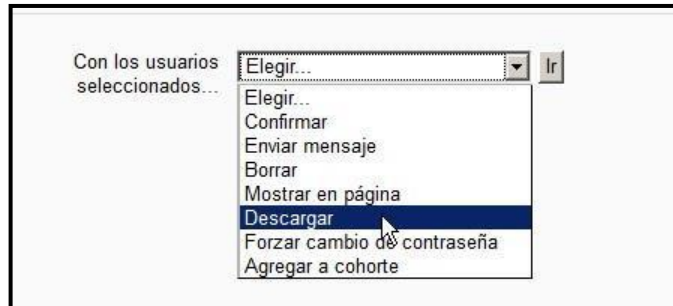 Con los usuarios
seleccionados...
Elegir...
Ir
Elegir...
Confirmar
Enviar mensaje
Borrar
Mostrar en página
Descargar
Forzar cambio de contraseña
Agregar a cohorte